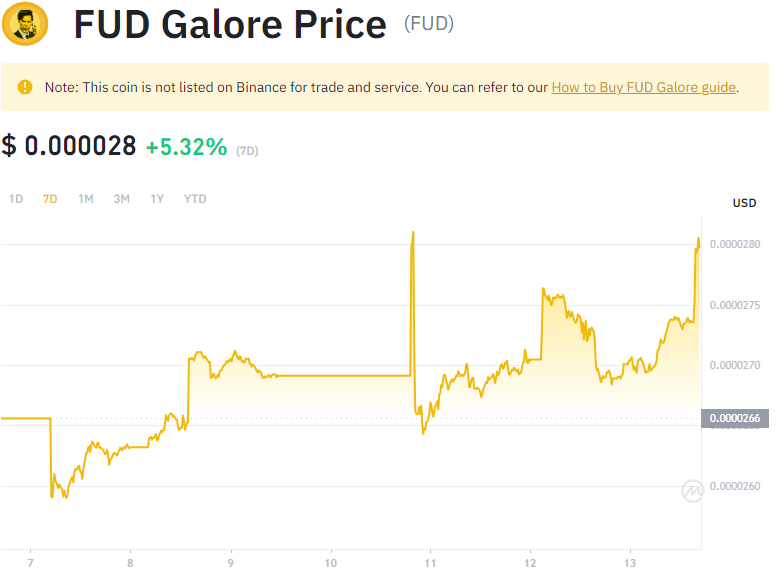 FUD Galore Price (FUD)
Note: This coin is not listed on Binance for trade and service. You can refer to our How to Buy FUD Galore guide.
$ 0.000028 +5.32% (7D)
1D 7D 1M 3M 1Y YTD
USD
0.0000280
0.0000275
0.0000270
0.0000266
0.0000260
7 8 9 10 11 12 13